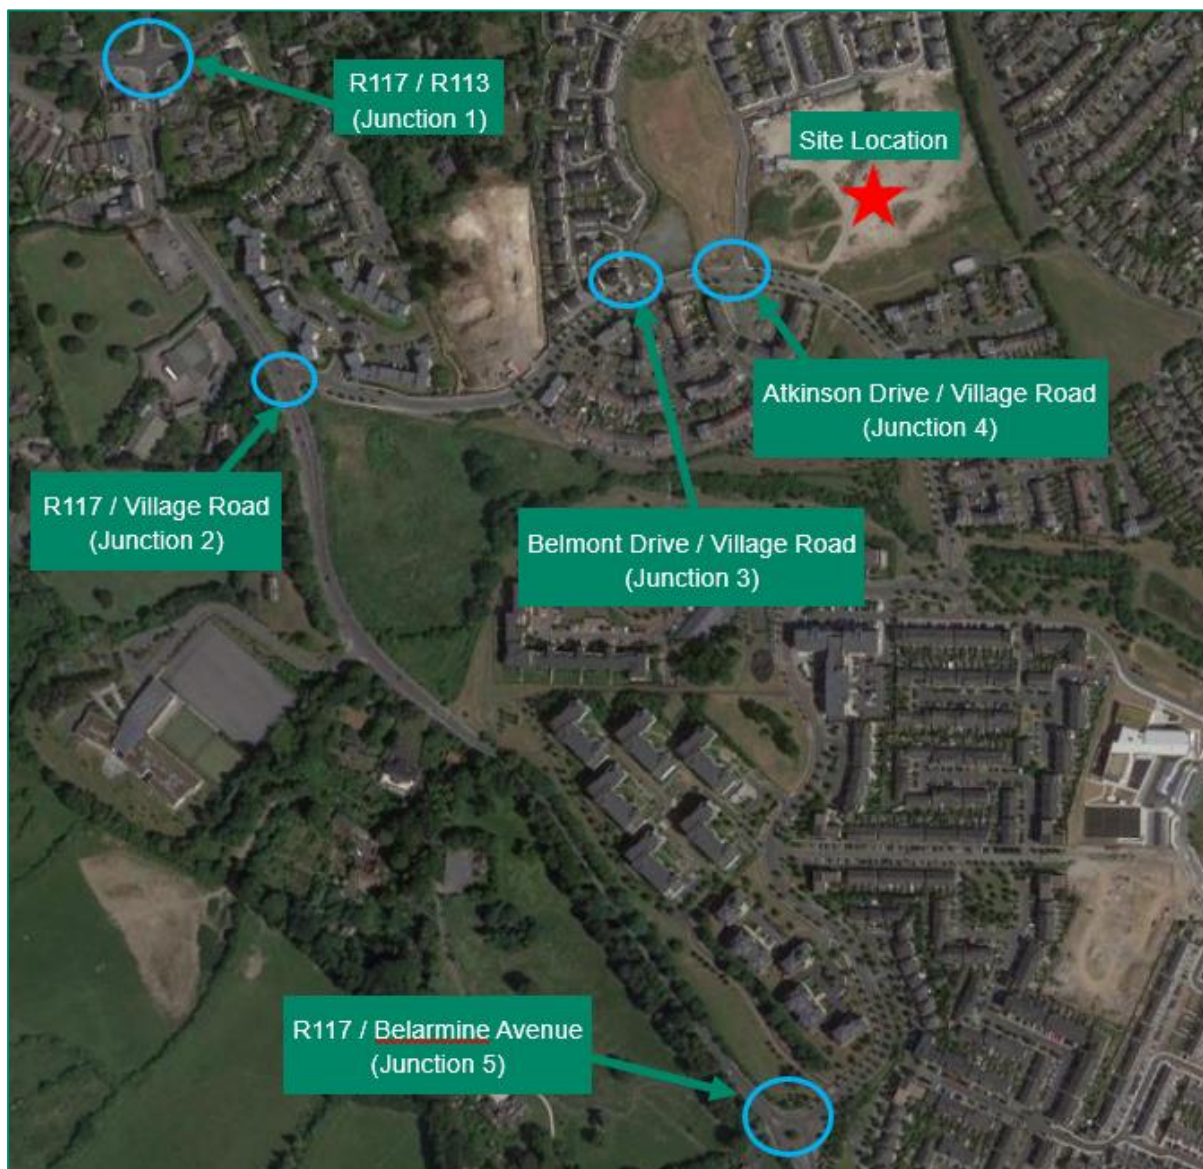 R117 / R113
(Junction 1)
Site Location
Atkinson Drive / Village Road
(Junction 4)
R117 / Village Road
(Junction 2)
Belmont Drive / Village Road
(Junction 3)
R117 / Belarmine Avenue
(Junction 5)